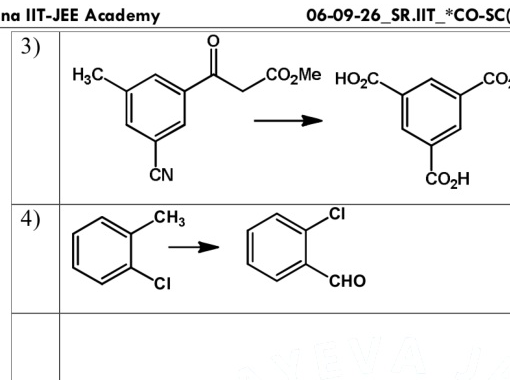 na IIT-JEE Academy 06-09-26_SR.IIT_*CO-SC(
3)
O
H₃C CO₂Me HO₂C CO₂
CN CO₂H
4)
CH₃ Cl
Cl CHO